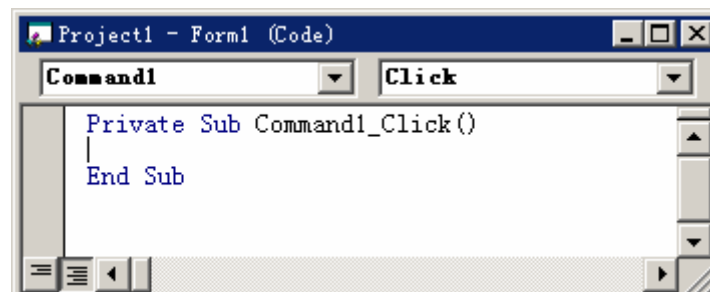 Project1 - Form1 (Code)
Command1 Click
Private Sub Command1_Click()
End Sub